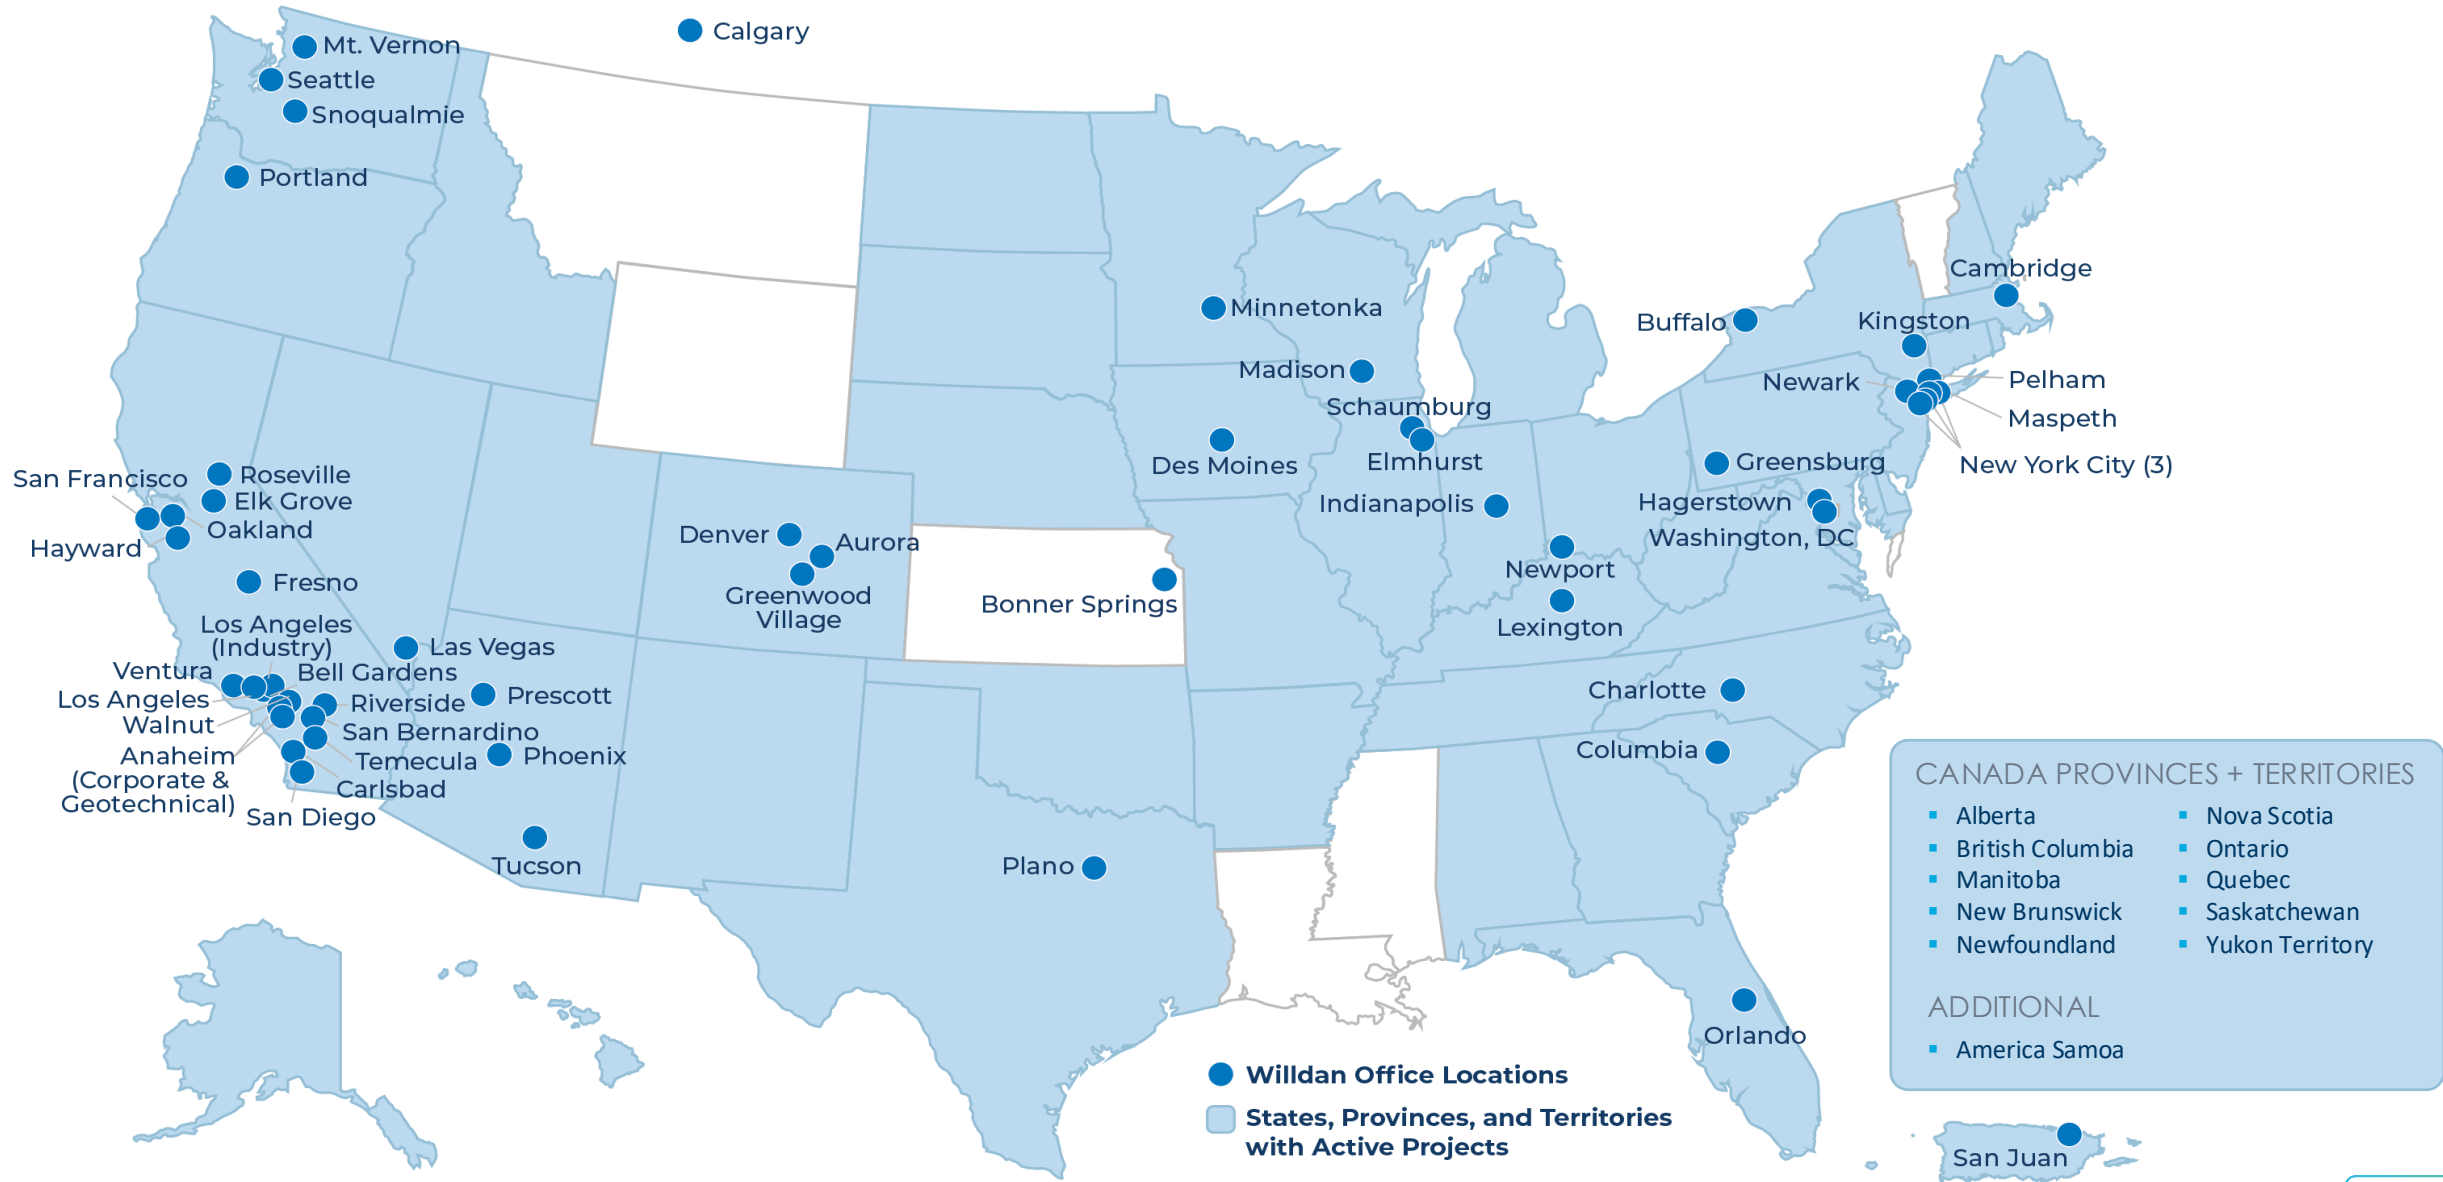 Calgary
Mt. Vernon
Seattle
Snoqualmie
Portland
Cambridge
Minnetonka
Buffalo
Kingston
Madison
Newark
Pelham
Schaumburg
Maspeth
Des Moines
Elmhurst
Greensburg
New York City (3)
San Francisco
Roseville
Elk Grove
Oakland
Hayward
Indianapolis
Hagerstown
Washington, DC
Denver
Aurora
Greenwood
Village
Newport
Fresno
Bonner Springs
Lexington
Los Angeles
(Industry)
Las Vegas
Ventura
Bell Gardens
Los Angeles
Riverside
Prescott
Charlotte
Walnut
San Bernardino
Anaheim
(Corporate &
Geotechnical)
Temecula
Phoenix
Columbia
Carlsbad
San Diego
Tucson
Plano
CANADA PROVINCES + TERRITORIES
Alberta
British Columbia
Manitoba
New Brunswick
Newfoundland
Nova Scotia
Ontario
Quebec
Saskatchewan
Yukon Territory
ADDITIONAL
America Samoa
Orlando
Willdan Office Locations
States, Provinces, and Territories
with Active Projects
San Juan